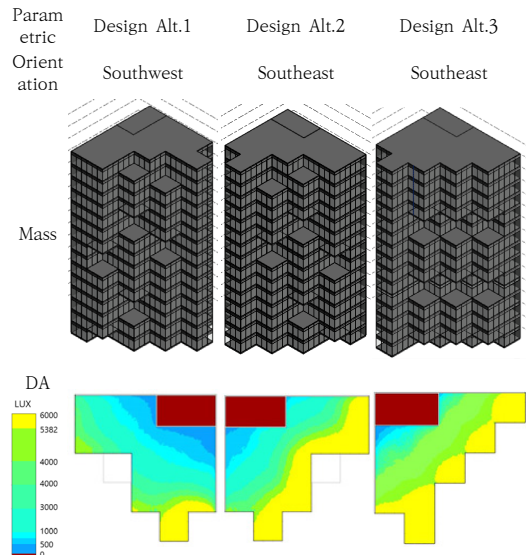 Param
etric
Design Alt.1
Design Alt.2
Design Alt.3
Orient
ation
Southwest
Southeast
Southeast
Mass
DA
LUX
6000
5382
4000
3000
1000
500
0